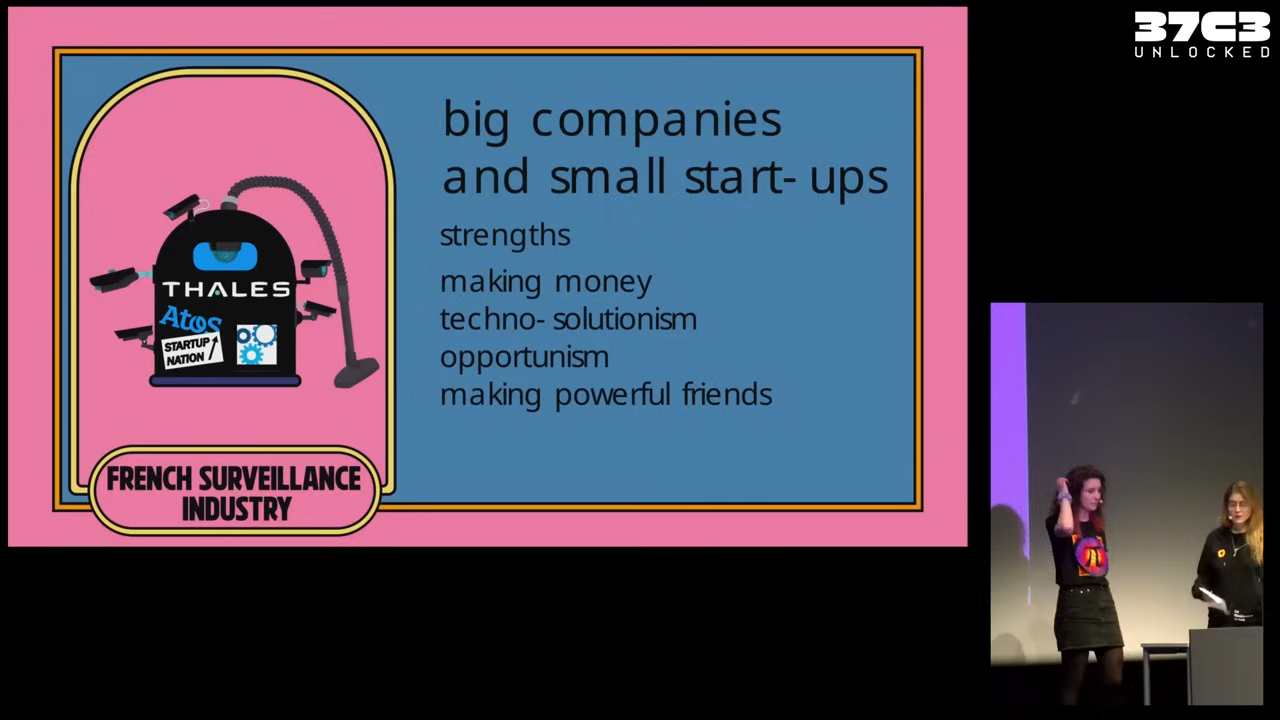 37C3
UNLOCKED
big companies
and small start-ups
strengths
making money
techno-solutionism
opportunism
making powerful friends
THALES
Atos
STARTUP
NATION
FRENCH SURVEILLANCE
INDUSTRY